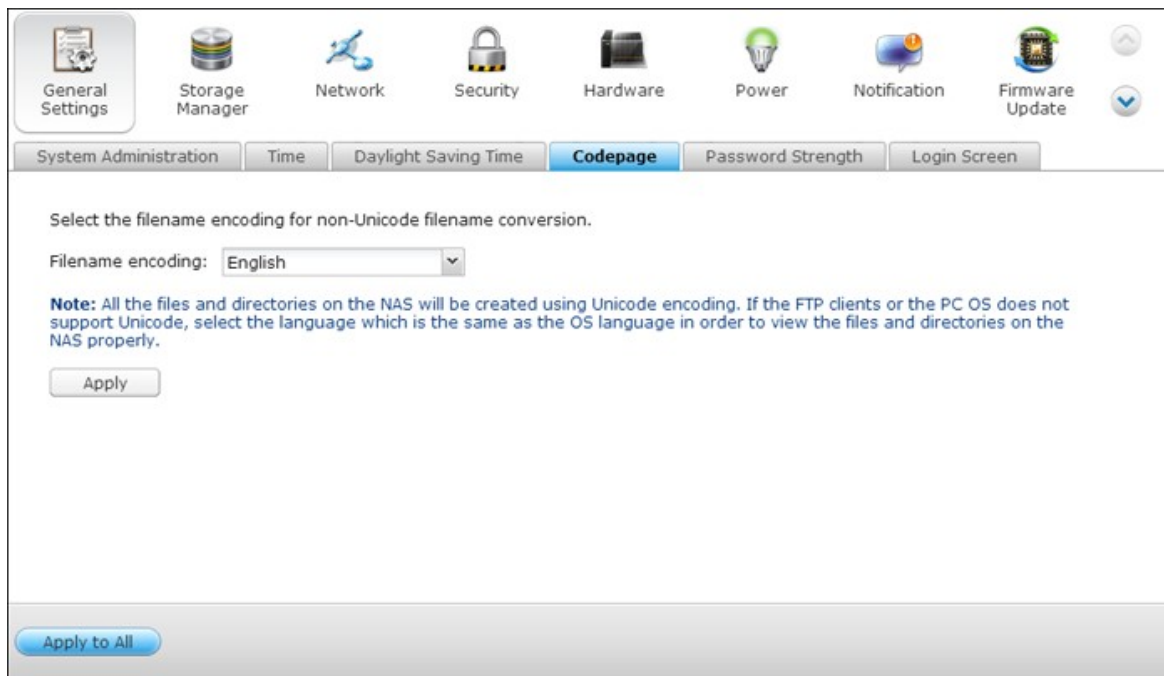 General Settings
Storage Manager
Network
Security
Hardware
Power
Notification
Firmware Update
System Administration
Time
Daylight Saving Time
Codepage
Password Strength
Login Screen
Select the filename encoding for non-Unicode filename conversion.
Filename encoding: English
Note: All the files and directories on the NAS will be created using Unicode encoding. If the FTP clients or the PC OS does not
support Unicode, select the language which is the same as the OS language in order to view the files and directories on the
NAS properly.
Apply
Apply to All